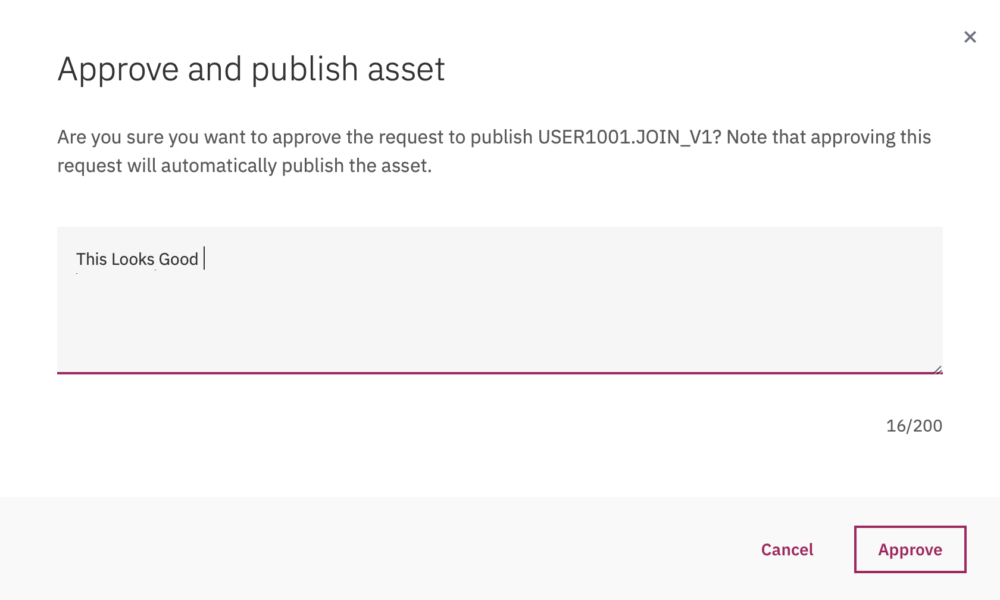 Approve and publish asset
Are you sure you want to approve the request to publish USER1001.JOIN_V1? Note that approving this
request will automatically publish the asset.
This Looks Good
16/200
Cancel
Approve